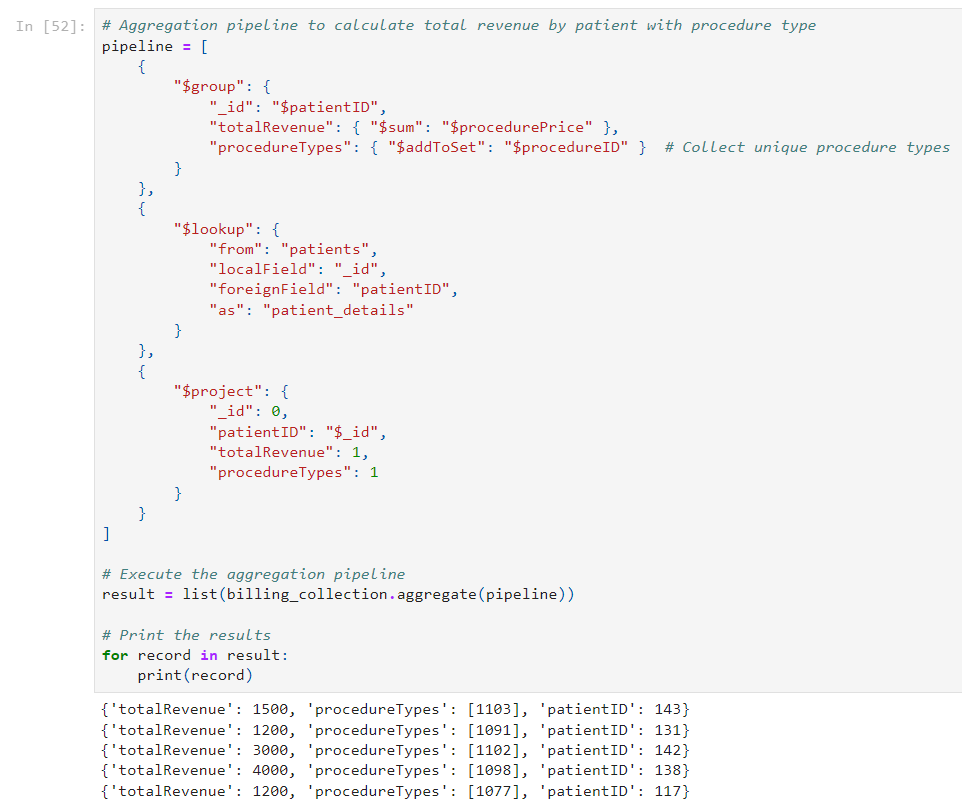 In [52]: # Aggregation pipeline to calculate total revenue by patient with procedure type
pipeline = [
    {
        "$group": {
            "_id": "$patientID",
            "totalRevenue": { "$sum": "$procedurePrice" },
            "procedureTypes": { "$addToSet": "$procedureID" }  # Collect unique procedure types
        }
    },
    {
        "$lookup": {
            "from": "patients",
            "localField": "_id",
            "foreignField": "patientID",
            "as": "patient_details"
        }
    },
    {
        "$project": {
            "_id": 0,
            "patientID": "$_id",
            "totalRevenue": 1,
            "procedureTypes": 1
        }
    }
]
# Execute the aggregation pipeline
result = list(billing_collection.aggregate(pipeline))
# Print the results
for record in result:
    print(record)
{'totalRevenue': 1500, 'procedureTypes': [1103], 'patientID': 143}
{'totalRevenue': 1200, 'procedureTypes': [1091], 'patientID': 131}
{'totalRevenue': 3000, 'procedureTypes': [1102], 'patientID': 142}
{'totalRevenue': 4000, 'procedureTypes': [1098], 'patientID': 138}
{'totalRevenue': 1200, 'procedureTypes': [1077], 'patientID': 117}